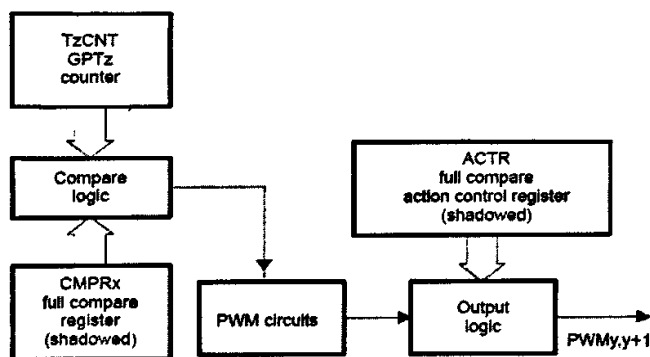 TzCNT
GPTz
counter
Compare
logic
CMPRx
full compare
register
(shadowed)
PWM circuits
ACTR
full compare
action control register
(shadowed)
Output
logic
PWMy,y+1